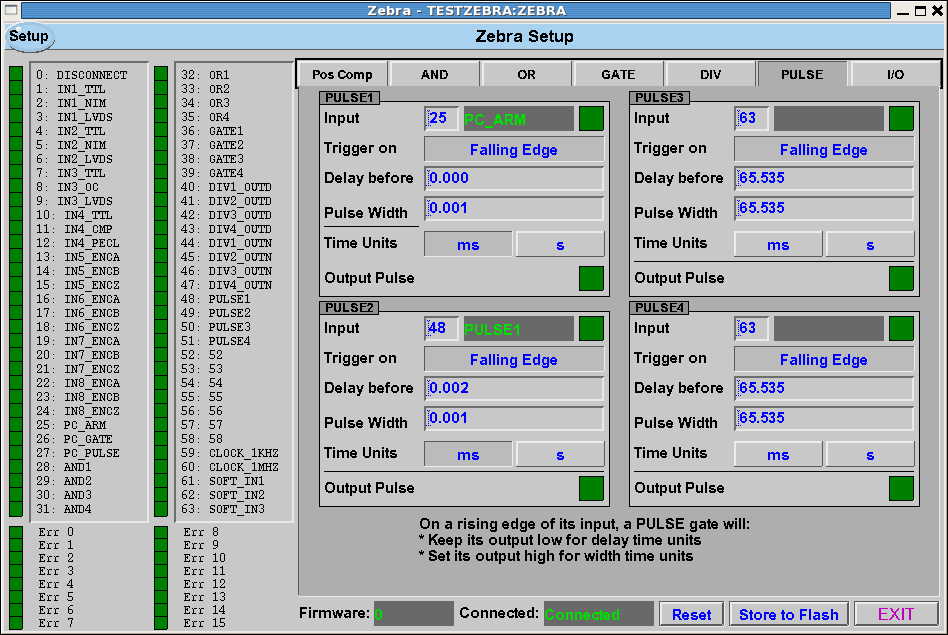 Zebra - TESTZEBRA:ZEBRA
Setup
Zebra Setup
0: DISCONNECT
1: IN1_TTL
2: IN1_NIM
3: IN1_LVDS
4: IN2_TTL
5: IN2_NIM
6: IN2_LVDS
7: IN3_TTL
8: IN3_OC
9: IN3_LVDS
10: IN4_TTL
11: IN4_CMP
12: IN4_PECL
13: IN5_ENCA
14: IN5_ENCB
15: IN5_ENCZ
16: IN6_ENCA
17: IN6_ENCB
18: IN6_ENCZ
19: IN7_ENCA
20: IN7_ENCB
21: IN7_ENCZ
22: IN8_ENCA
23: IN8_ENCB
24: IN8_ENCZ
25: PC_ARM
26: PC_GATE
27: PC_PULSE
28: AND1
29: AND2
30: AND3
31: AND4
32: OR1
33: OR2
34: OR3
35: OR4
36: GATE1
37: GATE2
38: GATE3
39: GATE4
40: DIV1_OUTD
41: DIV2_OUTD
42: DIV3_OUTD
43: DIV4_OUTD
44: DIV1_OUTN
45: DIV2_OUTN
46: DIV3_OUTN
47: DIV4_OUTN
48: PULSE1
49: PULSE2
50: PULSE3
51: PULSE4
52: 52
53: 53
54: 54
55: 55
56: 56
57: 57
58: 58
59: CLOCK_1KHZ
60: CLOCK_1MHZ
61: SOFT_IN1
62: SOFT_IN2
63: SOFT_IN3
Err 0
Err 1
Err 2
Err 3
Err 4
Err 5
Err 6
Err 7
Err 8
Err 9
Err 10
Err 11
Err 12
Err 13
Err 14
Err 15
Pos Comp AND OR GATE DIV PULSE I/O
PULSE1
Input 25 PC_ARM
Trigger on Falling Edge
Delay before 0.000
Pulse Width 0.001
Time Units ms s
Output Pulse
PULSE3
Input 63
Trigger on Falling Edge
Delay before 65.535
Pulse Width 65.535
Time Units ms s
Output Pulse
PULSE2
Input 48 PULSE1
Trigger on Falling Edge
Delay before 0.002
Pulse Width 0.001
Time Units ms s
Output Pulse
PULSE4
Input 63
Trigger on Falling Edge
Delay before 65.535
Pulse Width 65.535
Time Units ms s
Output Pulse
On a rising edge of its input, a PULSE gate will:
* Keep its output low for delay time units
* Set its output high for width time units
Firmware: 0 Connected: Connected Reset Store to Flash EXIT